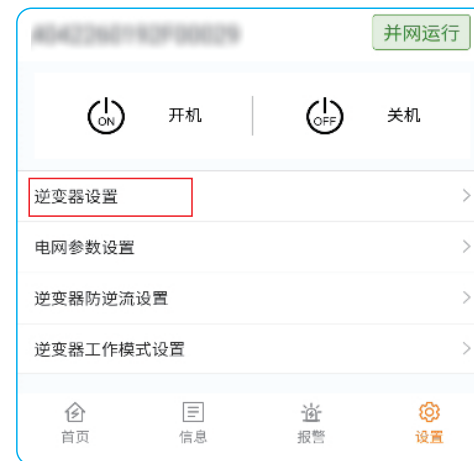 并网运行
ON 开机 OFF 关机
逆变器设置
电网参数设置
逆变器防逆流设置
逆变器工作模式设置
首页 信息 报警 设置